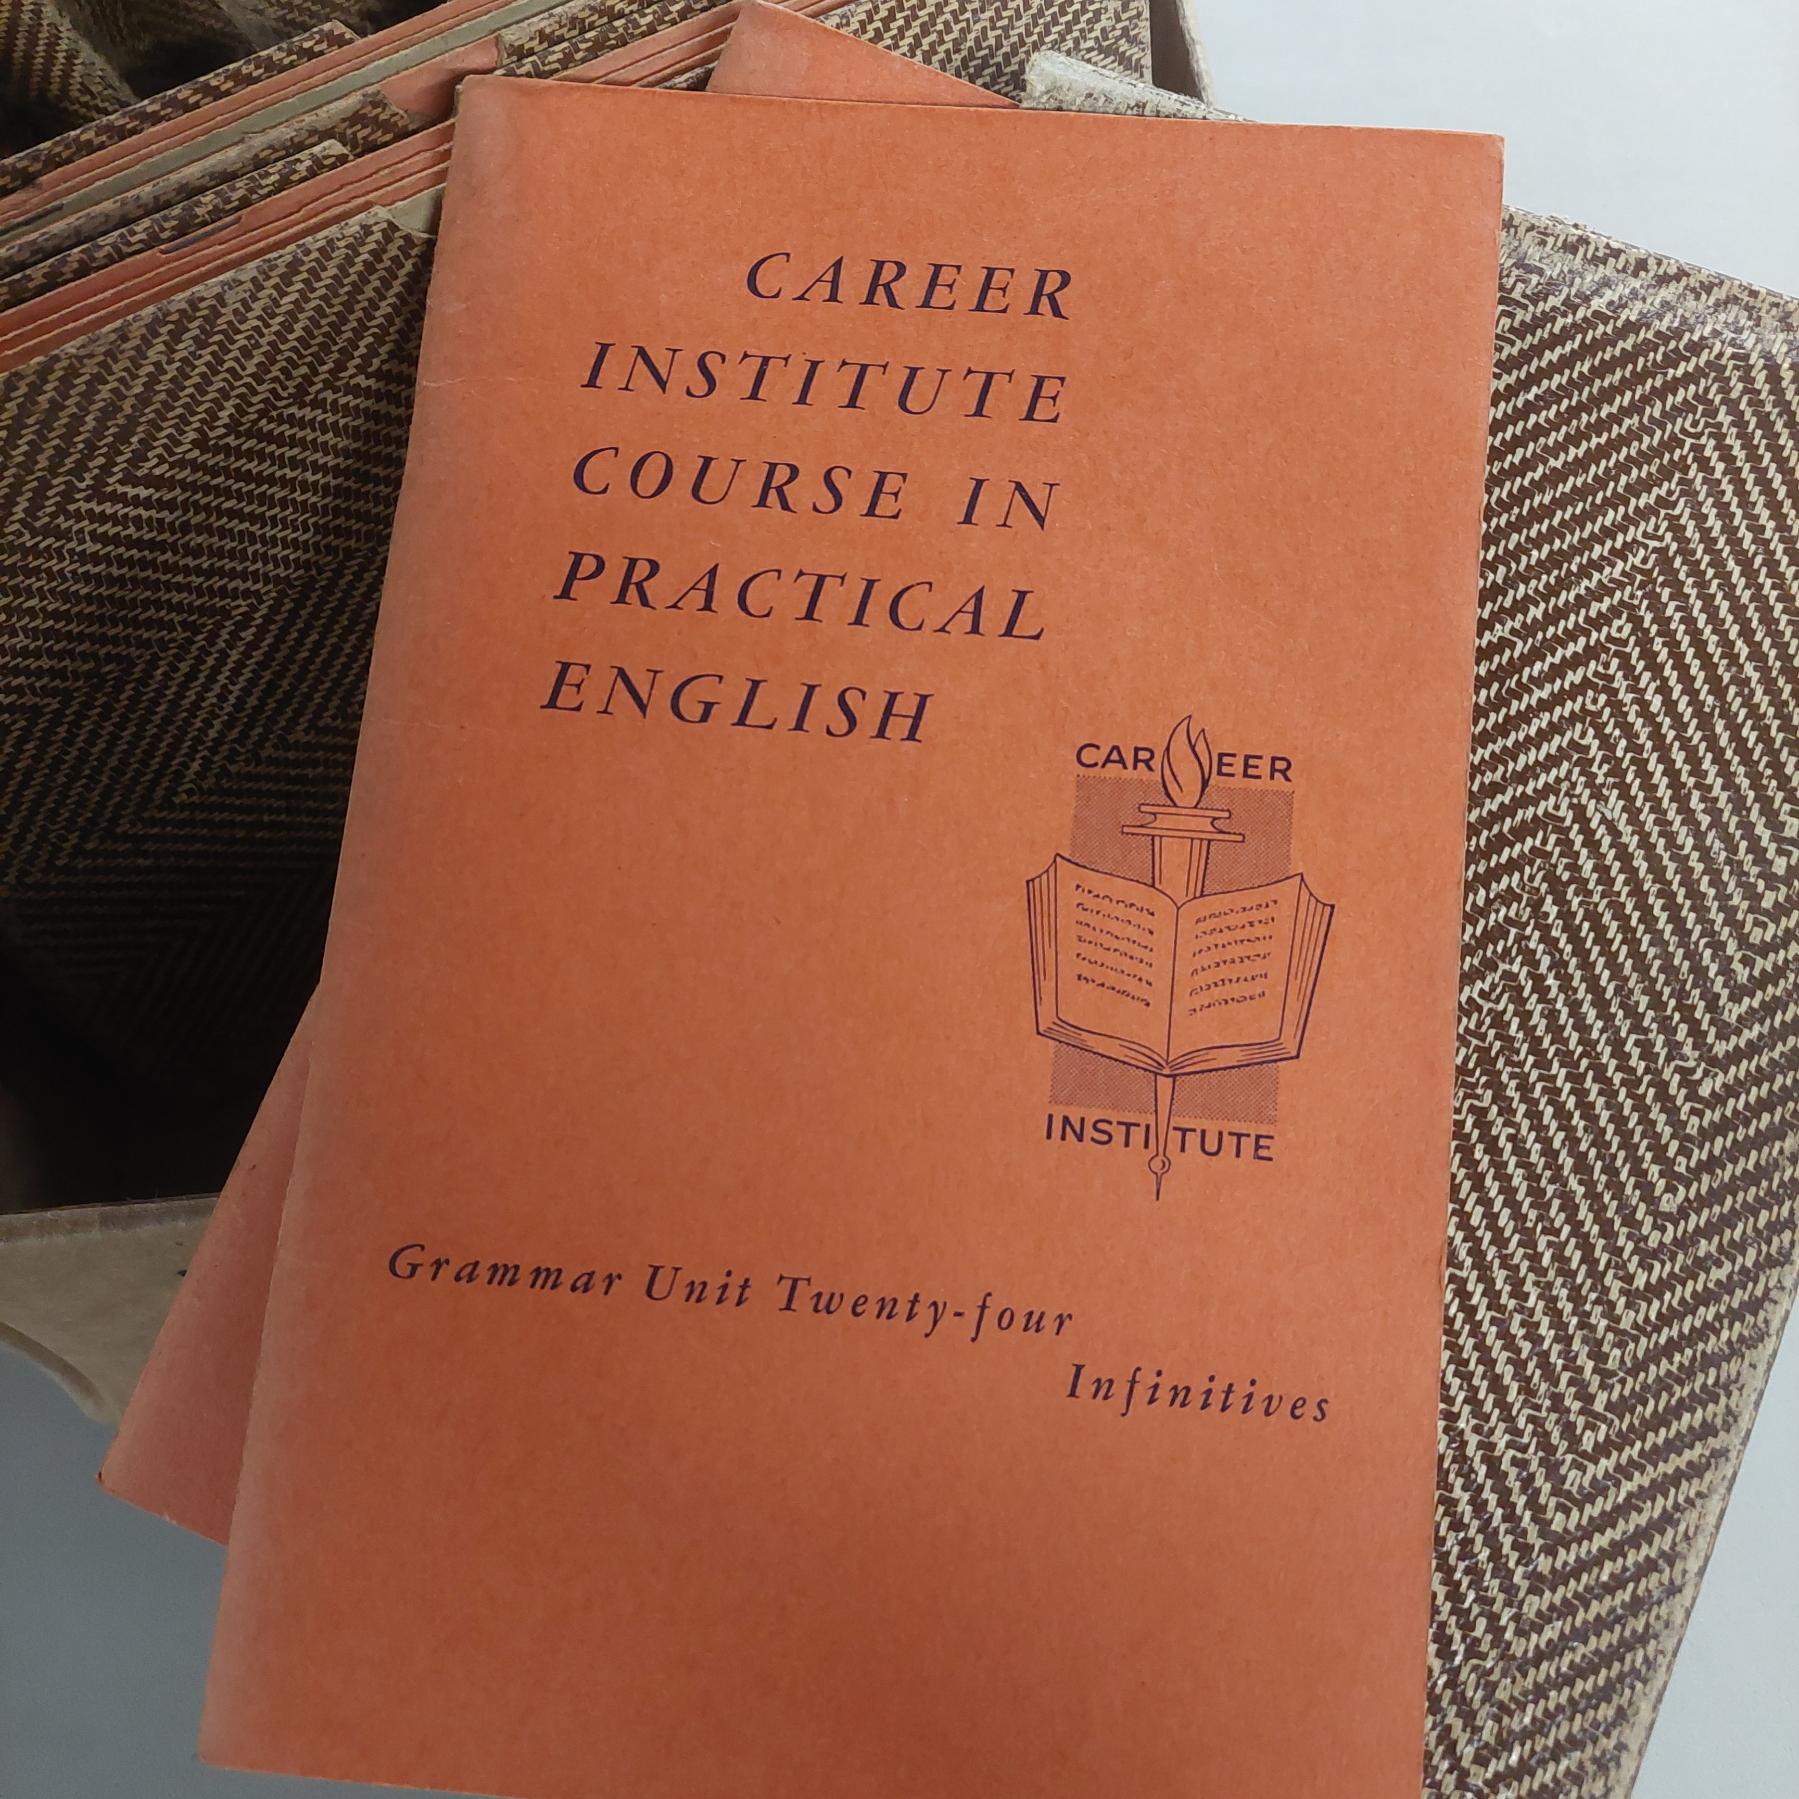 CAREER
INSTITUTE
COURSE IN
PRACTICAL
ENGLISH
CAREER
INSTITUTE
Grammar Unit Twenty-four
Infinitives